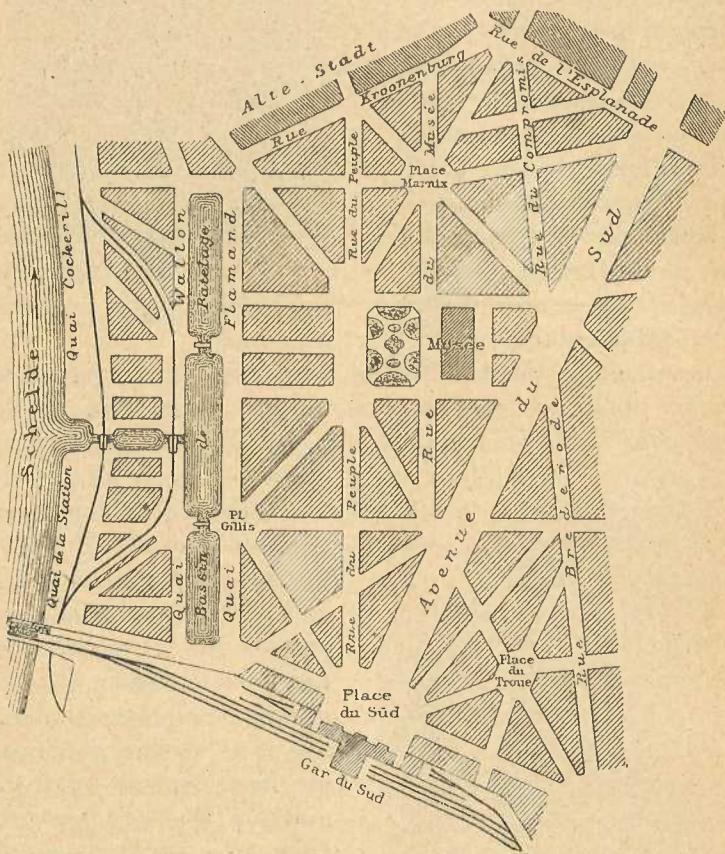 Alte-Stadt
Rue Kroonenburg
Rue de l'Esplanade
Rue du Peuple
Musée
Rue du Compromis
Place
Marnix
Schelde
Quai Cockerill
Quai Wallon
Bassin de Batelage
Quai Flamand
Musée
Rue du
Avenue du Sud
Rue Brederode
Quai de la Station
Pl.
Gillis
Rue du Peuple
Place
du
Trone
Place
du Sud
Gar du Sud